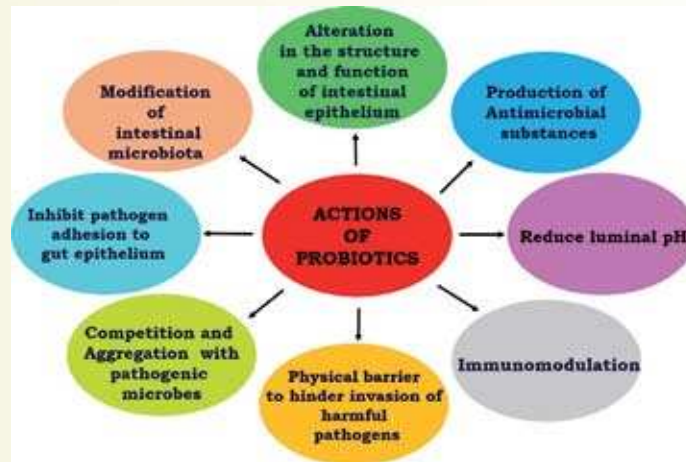 Alteration
in the structure
and function
of intestinal
epithelium
Production of
Antimicrobial
substances
Reduce luminal pH
Immunomodulation
Physical barrier
to hinder invasion of
harmful
pathogens
Competition and
Aggregation with
pathogenic
microbes
Inhibit pathogen
adhesion to
gut epithelium
Modification
of
intestinal
microbiota
ACTIONS
OF
PROBIOTICS